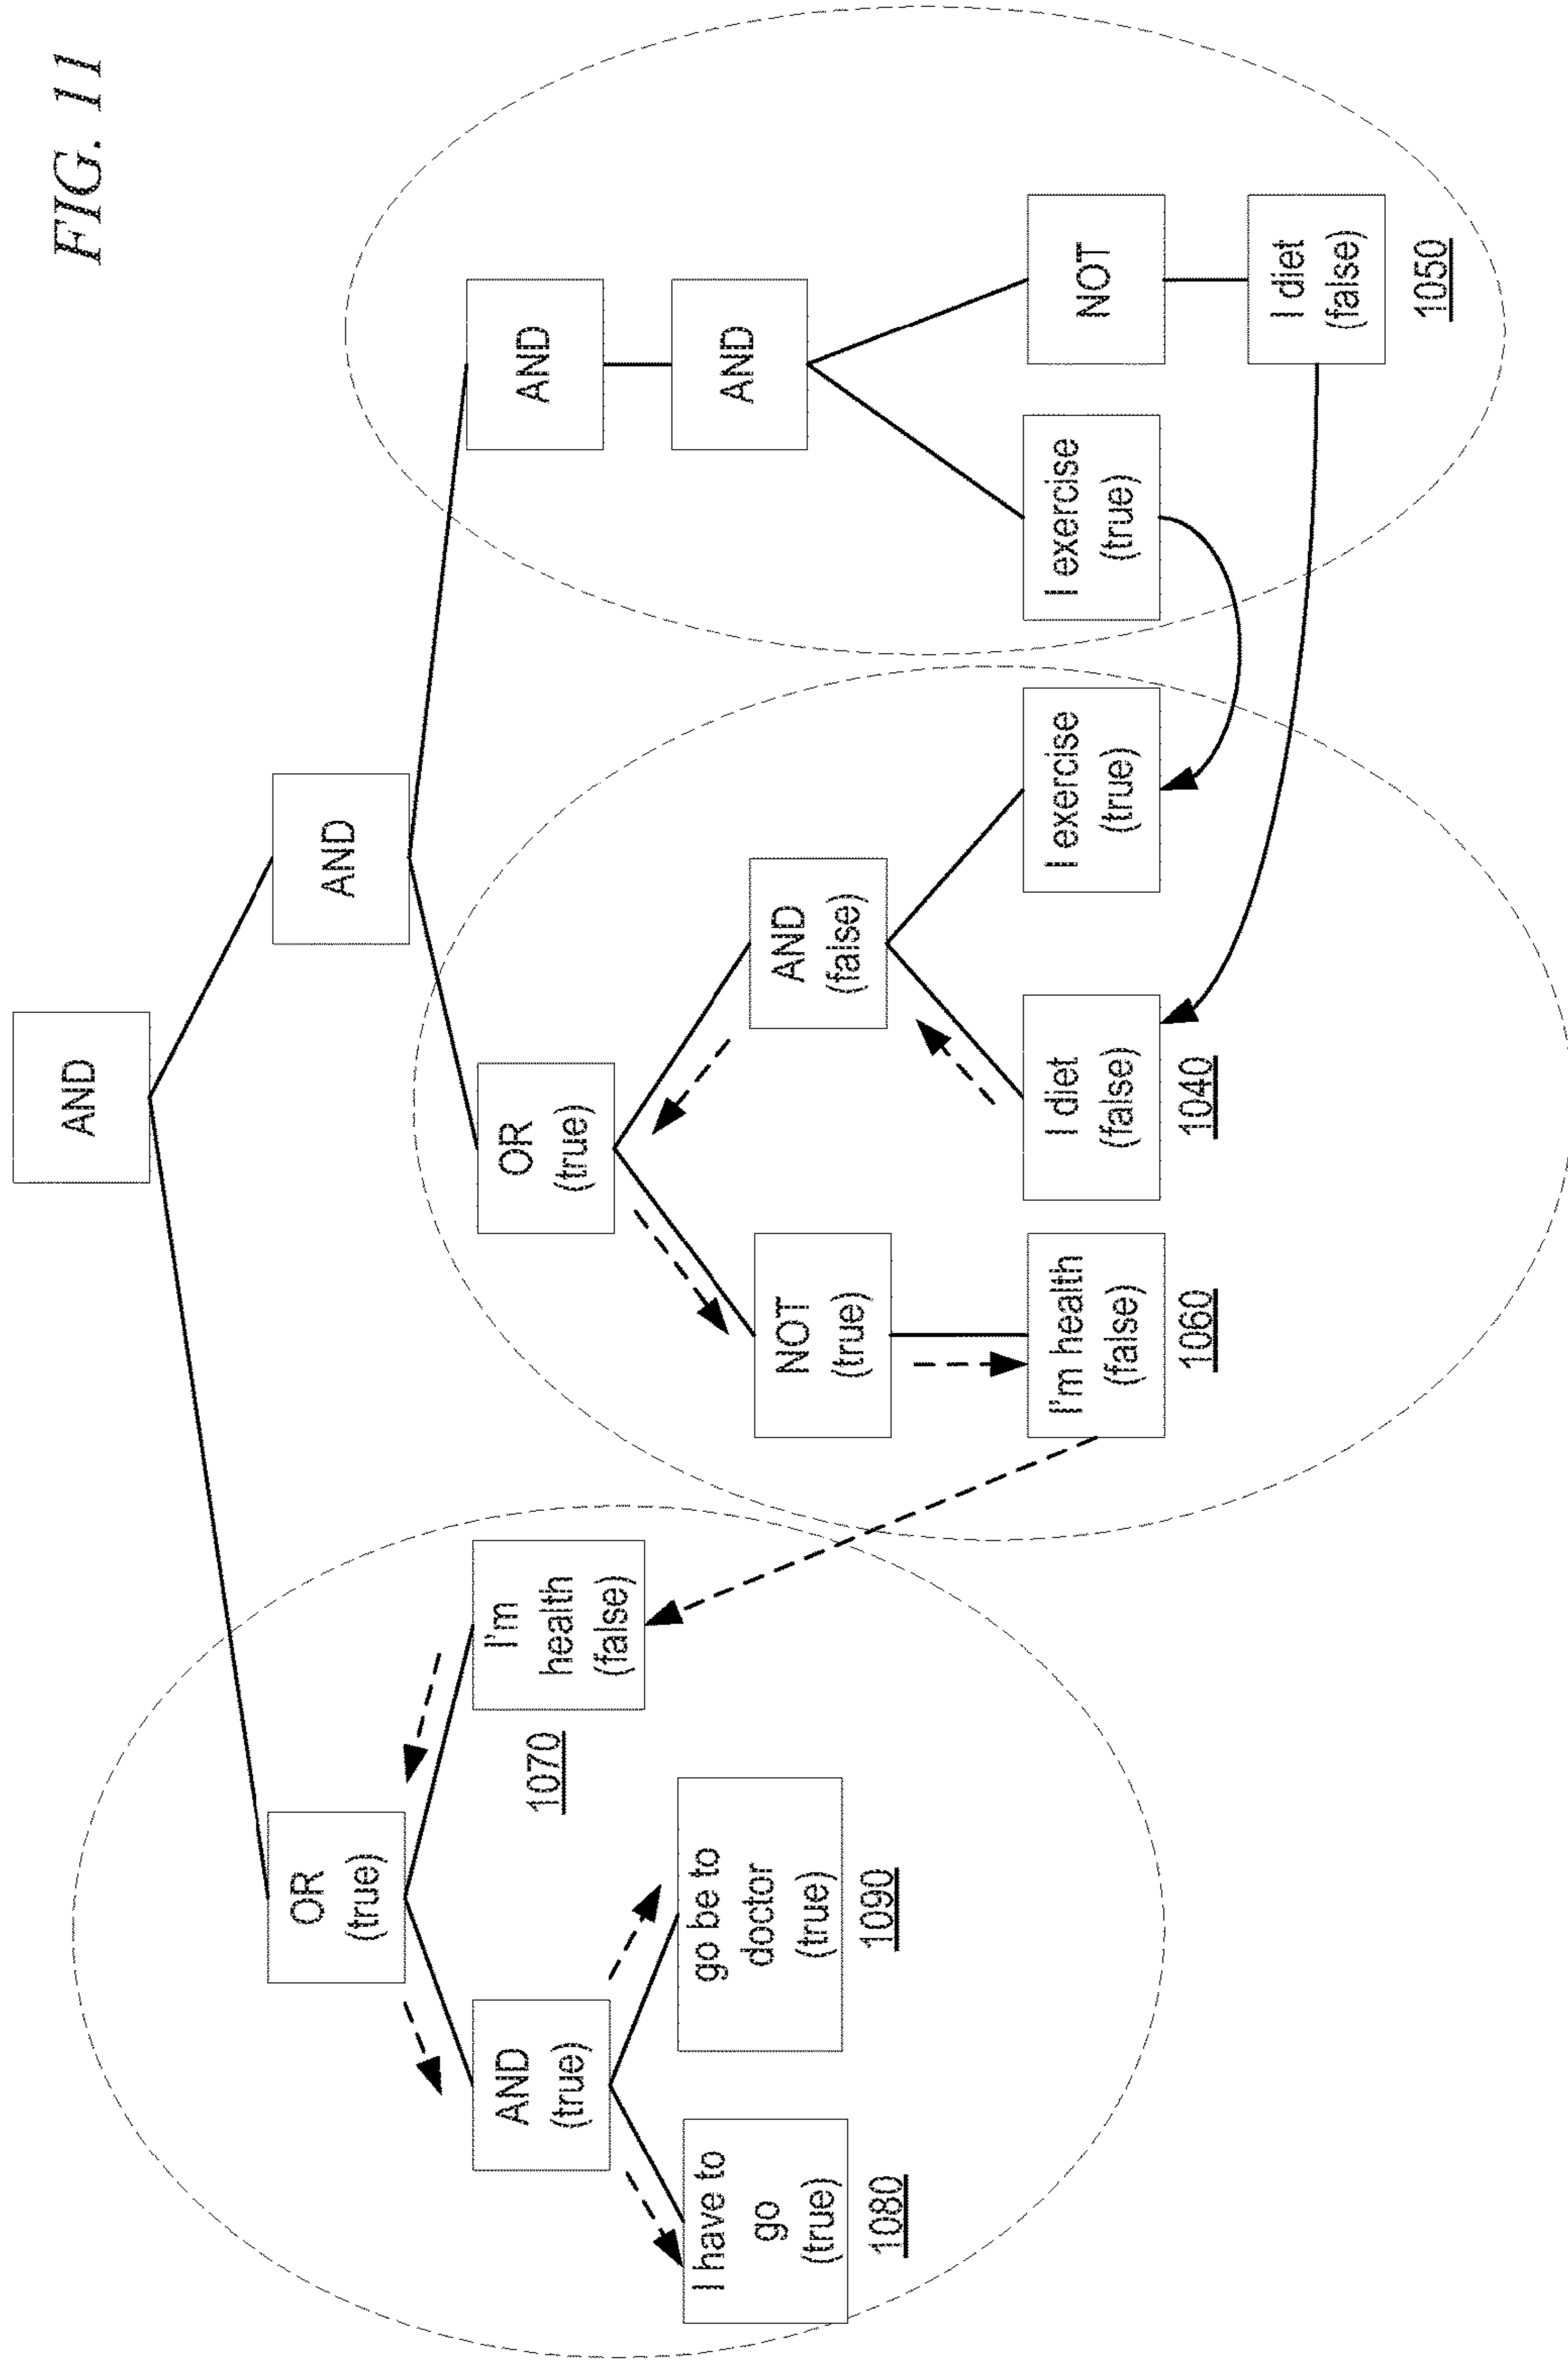 FIG. 11
AND
AND
OR
(true)
AND
(true)
I have to
go
(true)
1080
go be to
doctor
(true)
1090
I'm
health
(false)
1070
OR
(true)
NOT
(true)
I'm health
(false)
1060
AND
(false)
I diet
(false)
1040
I exercise
(true)
AND
AND
I exercise
(true)
NOT
I diet
(false)
1050